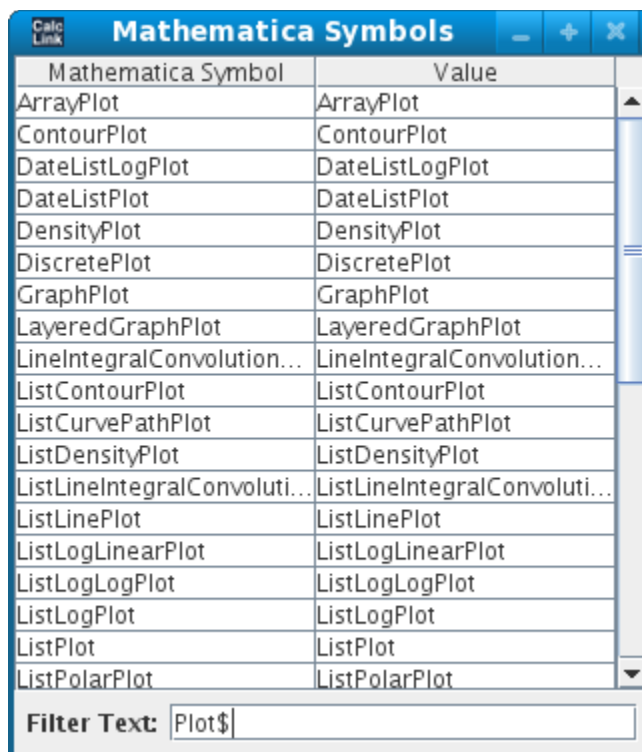 Calc
Link
Mathematica Symbols
Mathematica Symbol Value
ArrayPlot ArrayPlot
ContourPlot ContourPlot
DateListLogPlot DateListLogPlot
DateListPlot DateListPlot
DensityPlot DensityPlot
DiscretePlot DiscretePlot
GraphPlot GraphPlot
LayeredGraphPlot LayeredGraphPlot
LineIntegralConvolution... LineIntegralConvolution...
ListContourPlot ListContourPlot
ListCurvePathPlot ListCurvePathPlot
ListDensityPlot ListDensityPlot
ListLineIntegralConvoluti... ListLineIntegralConvoluti...
ListLinePlot ListLinePlot
ListLogLinearPlot ListLogLinearPlot
ListLogLogPlot ListLogLogPlot
ListLogPlot ListLogPlot
ListPlot ListPlot
ListPolarPlot ListPolarPlot
Filter Text: Plot$